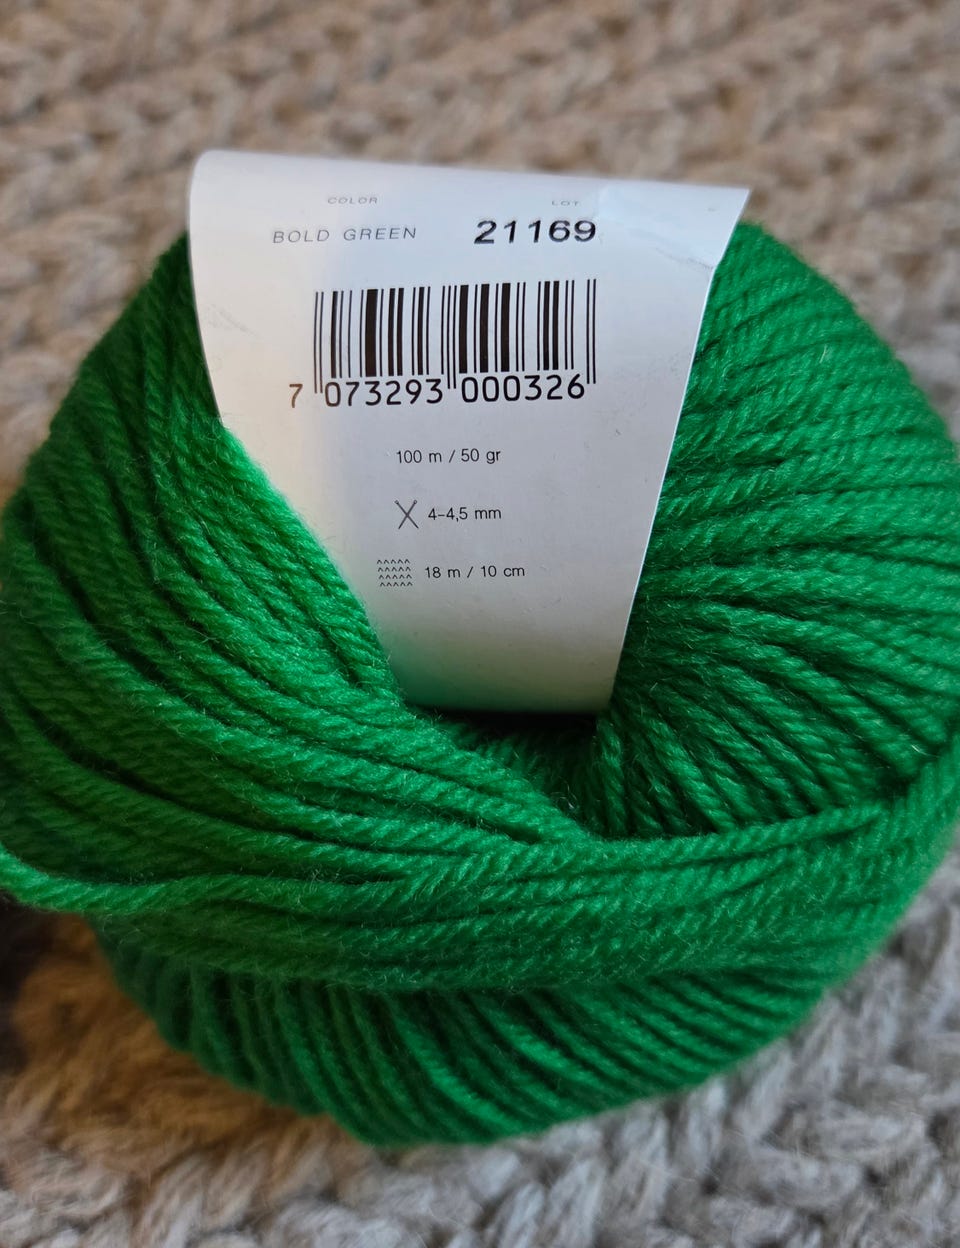 COLOR LOT
BOLD GREEN 21169
7 073293 000326
100 m / 50 gr
4-4,5 mm
18 m / 10 cm